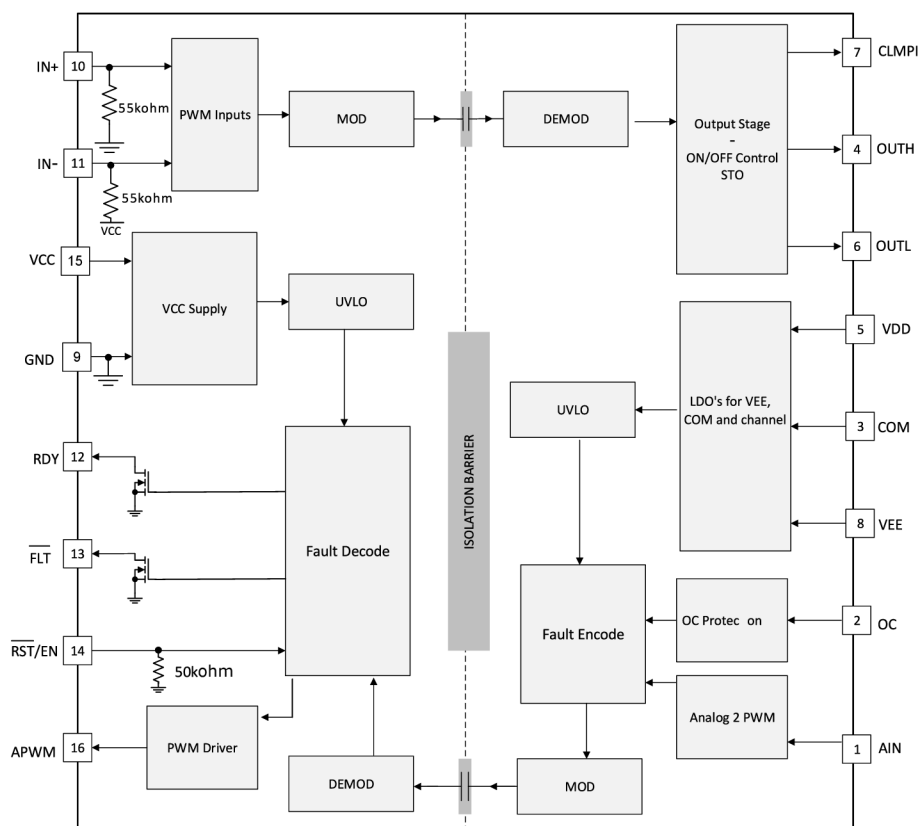 IN+
10
55kohm
IN-
11
55kohm
VCC
PWM Inputs
MOD
DEMOD
Output Stage
–
ON/OFF Control
STO
7
CLMPI
4
OUTH
6
OUTL
VCC
15
GND
9
VCC Supply
UVLO
RDY
12
FLT
13
RST/EN
14
50kohm
APWM
16
Fault Decode
PWM Driver
DEMOD
ISOLATION BARRIER
UVLO
LDO's for VEE,
COM and channel
5
VDD
3
COM
8
VEE
Fault Encode
OC Protec on
2
OC
Analog 2 PWM
1
AIN
MOD